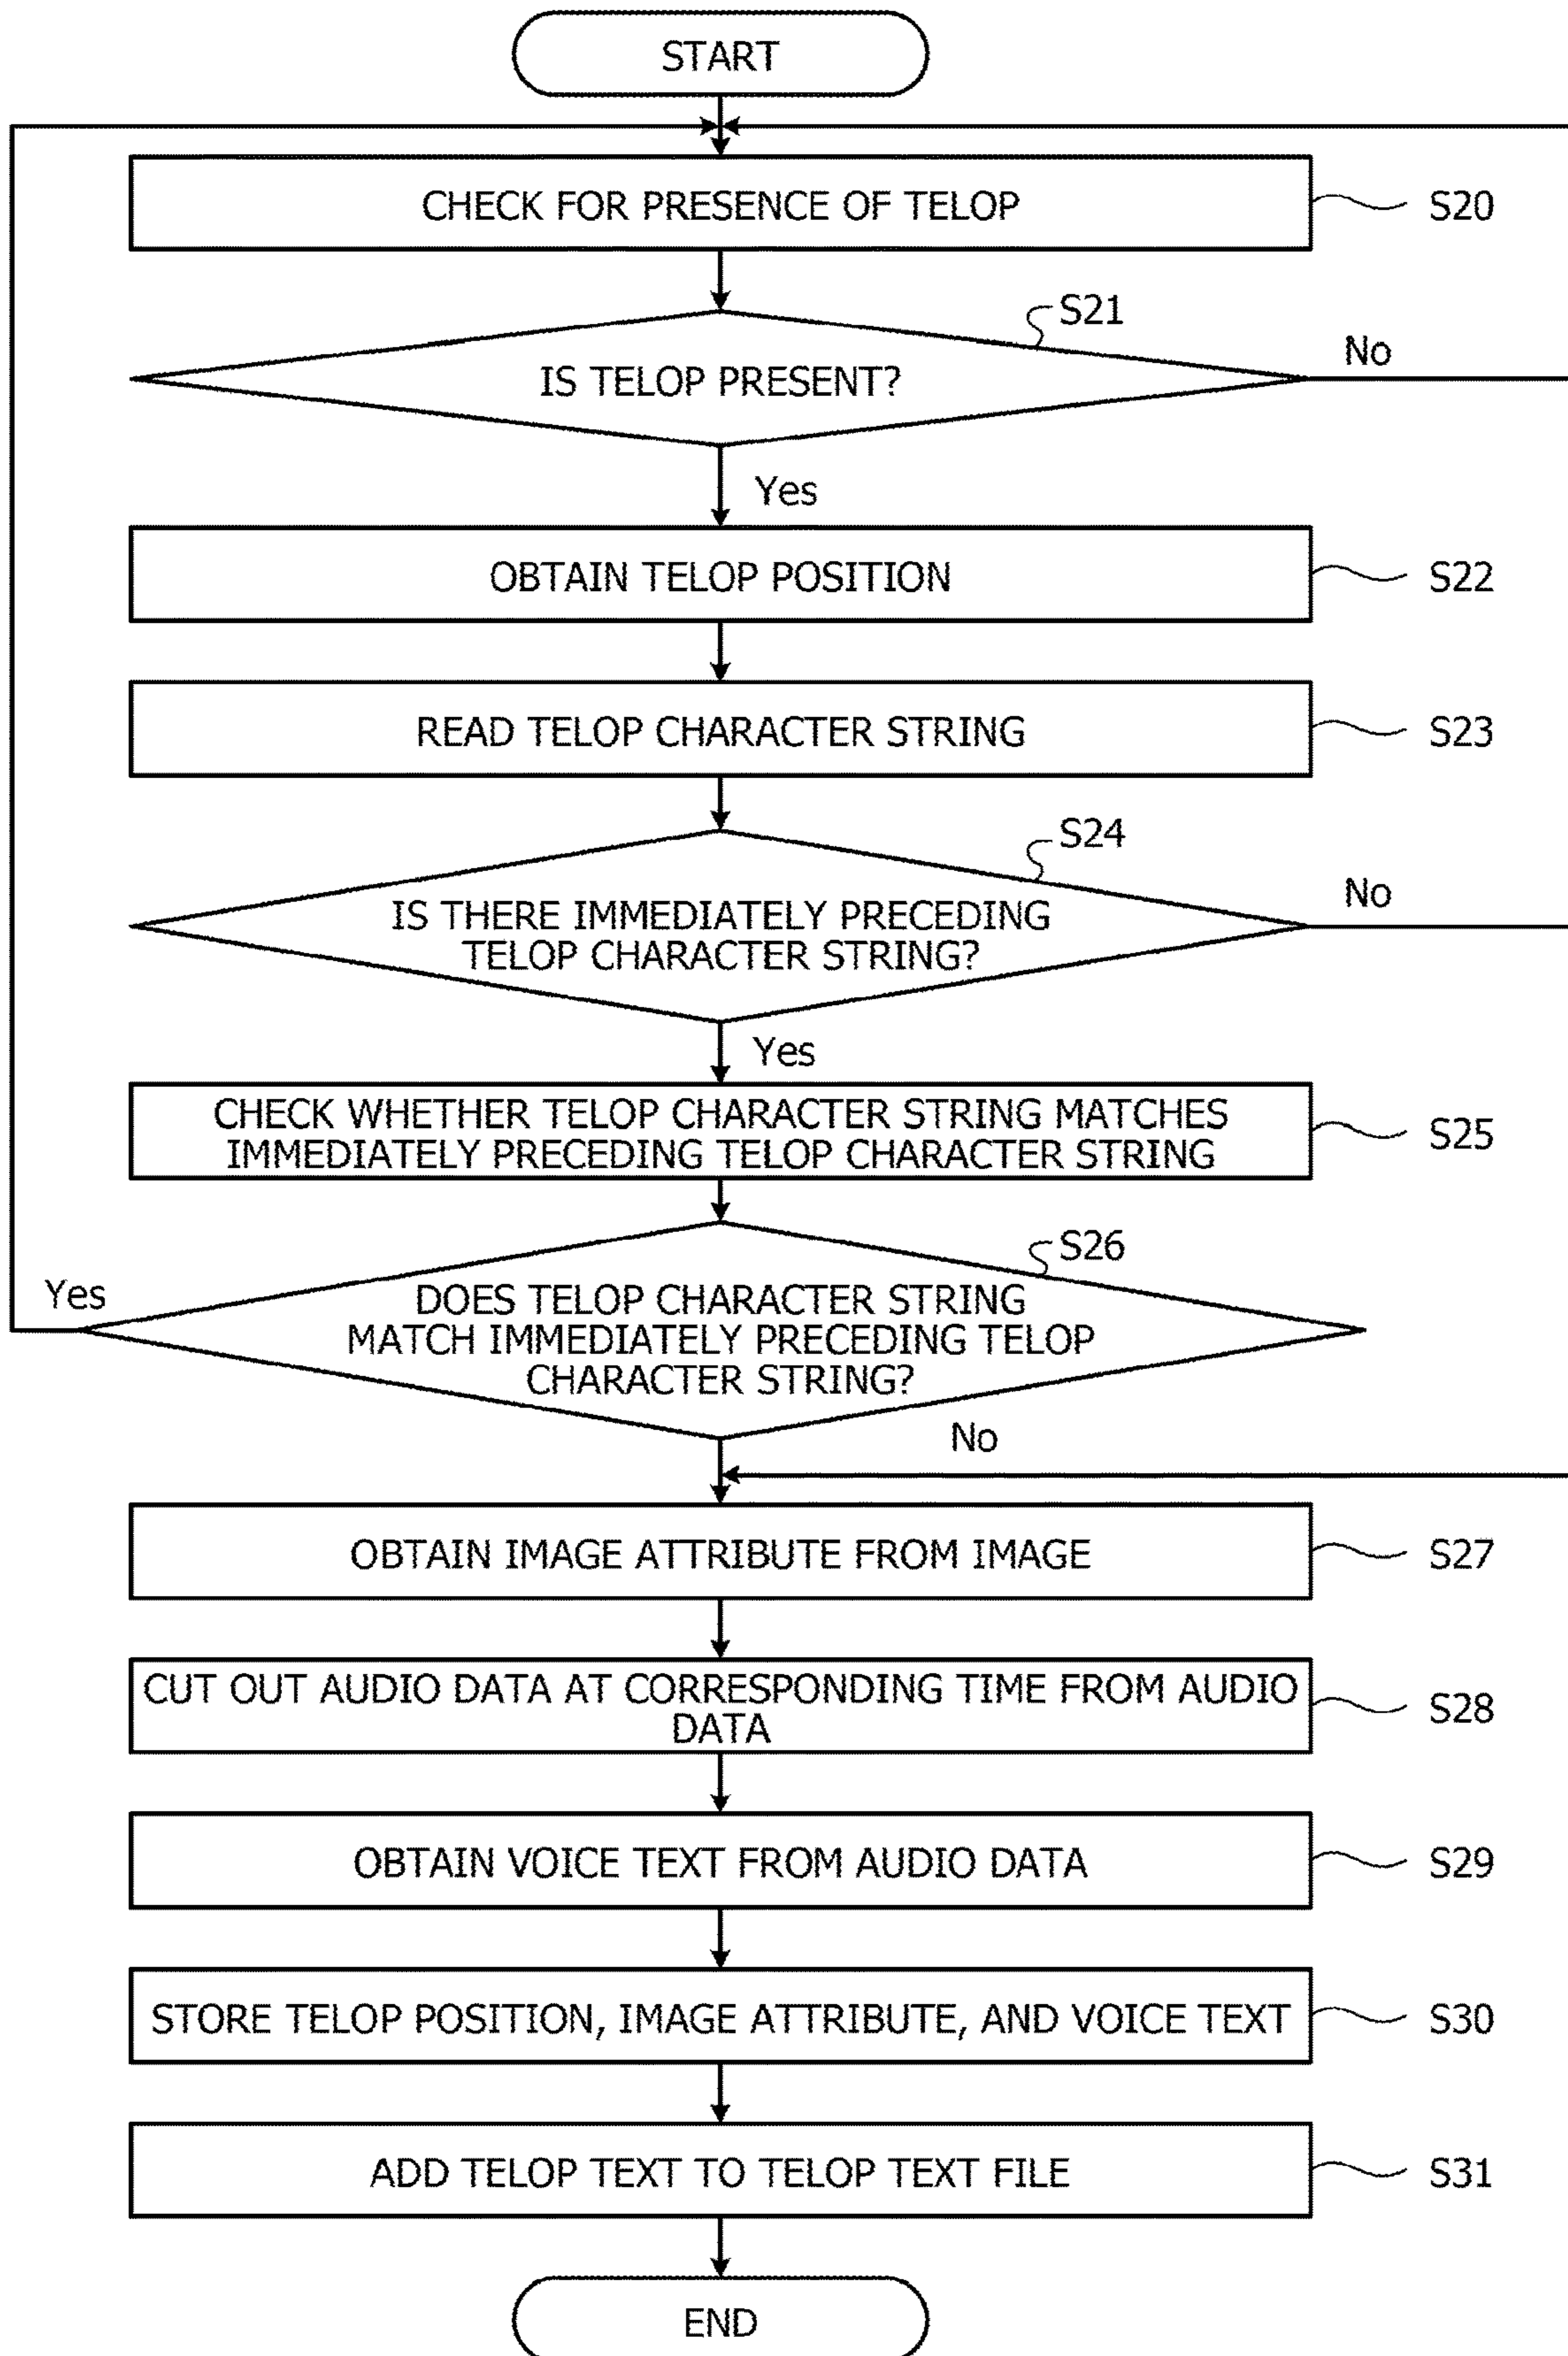 START
CHECK FOR PRESENCE OF TELOP
S20
S21
IS TELOP PRESENT?
No
Yes
OBTAIN TELOP POSITION
S22
READ TELOP CHARACTER STRING
S23
S24
IS THERE IMMEDIATELY PRECEDING
TELOP CHARACTER STRING?
No
Yes
CHECK WHETHER TELOP CHARACTER STRING MATCHES
IMMEDIATELY PRECEDING TELOP CHARACTER STRING
S25
S26
Yes
DOES TELOP CHARACTER STRING
MATCH IMMEDIATELY PRECEDING TELOP
CHARACTER STRING?
No
OBTAIN IMAGE ATTRIBUTE FROM IMAGE
S27
CUT OUT AUDIO DATA AT CORRESPONDING TIME FROM AUDIO
DATA
S28
OBTAIN VOICE TEXT FROM AUDIO DATA
S29
STORE TELOP POSITION, IMAGE ATTRIBUTE, AND VOICE TEXT
S30
ADD TELOP TEXT TO TELOP TEXT FILE
S31
END